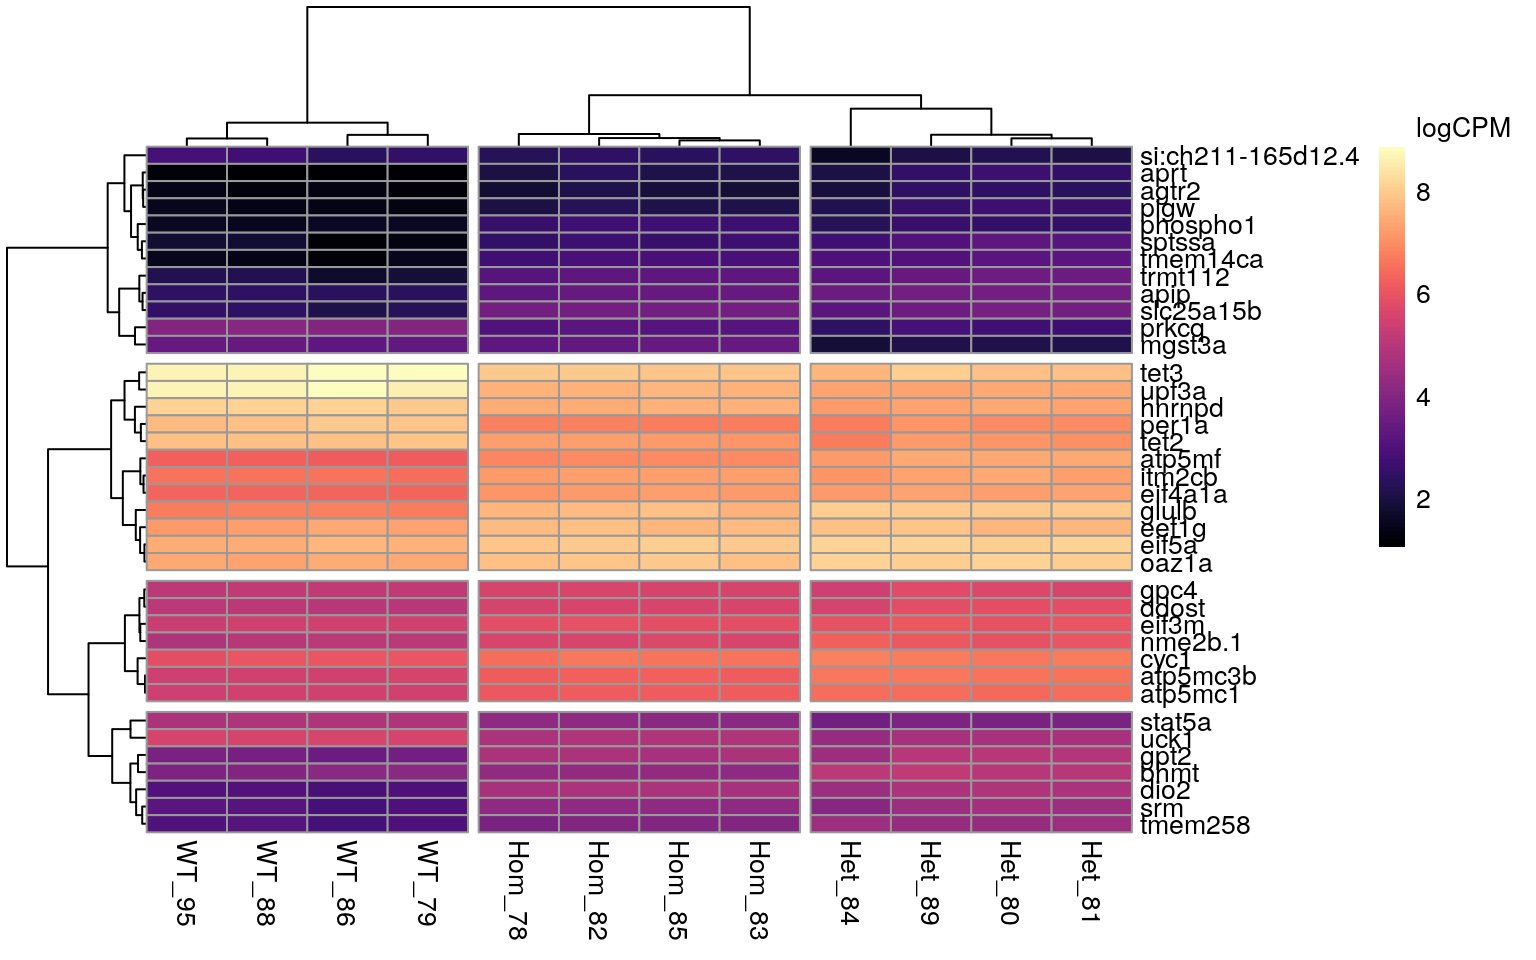 logCPM
8
6
4
2
si:ch211-165d12.4
aprt
agtr2
pigw
phospho1
sptssa
tmem14ca
trmt112
apip
slc25a15b
prkcg
mgst3a
tet3
upf3a
hnrnpd
per1a
tet2
atp5mf
itm2cb
eif4a1a
glulb
eef1g
eif5a
oaz1a
gpc4
ddost
eif3m
nme2b.1
cyc1
atp5mc3b
atp5mc1
stat5a
uck1
gpt2
bhmt
dio2
srm
tmem258
WT_95
WT_88
WT_86
WT_79
Hom_78
Hom_82
Hom_85
Hom_83
Het_84
Het_89
Het_80
Het_81